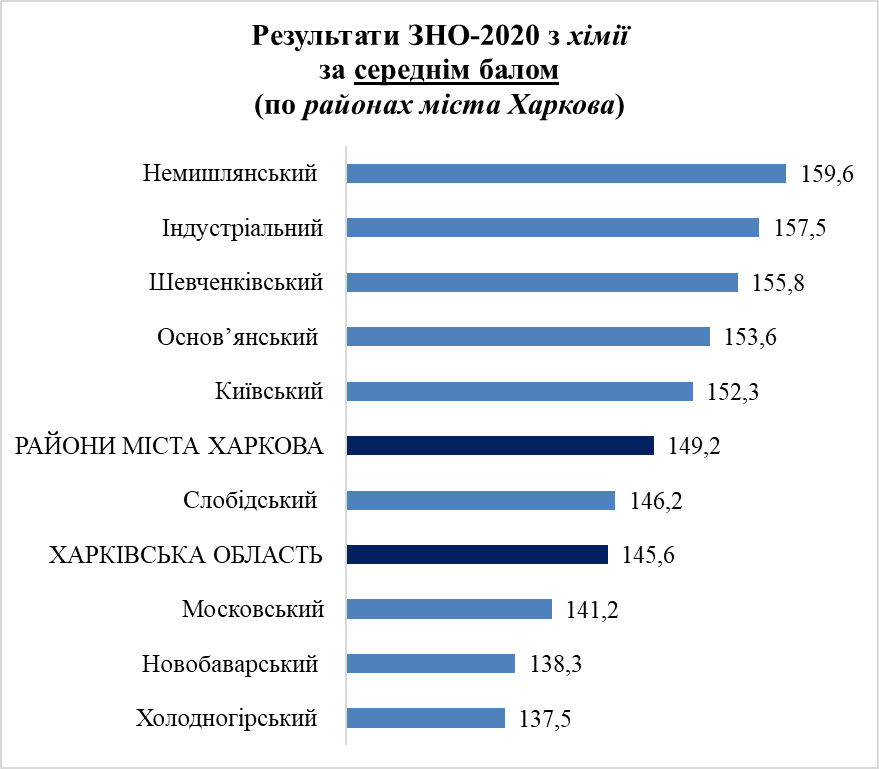 Результати ЗНО-2020 з хімії
за середнім балом
(по районах міста Харкова)
Немишлянський 159,6
Індустріальний 157,5
Шевченківський 155,8
Основ’янський 153,6
Київський 152,3
РАЙОНИ МІСТА ХАРКОВА 149,2
Слобідський 146,2
ХАРКІВСЬКА ОБЛАСТЬ 145,6
Московський 141,2
Новобаварський 138,3
Холодногірський 137,5